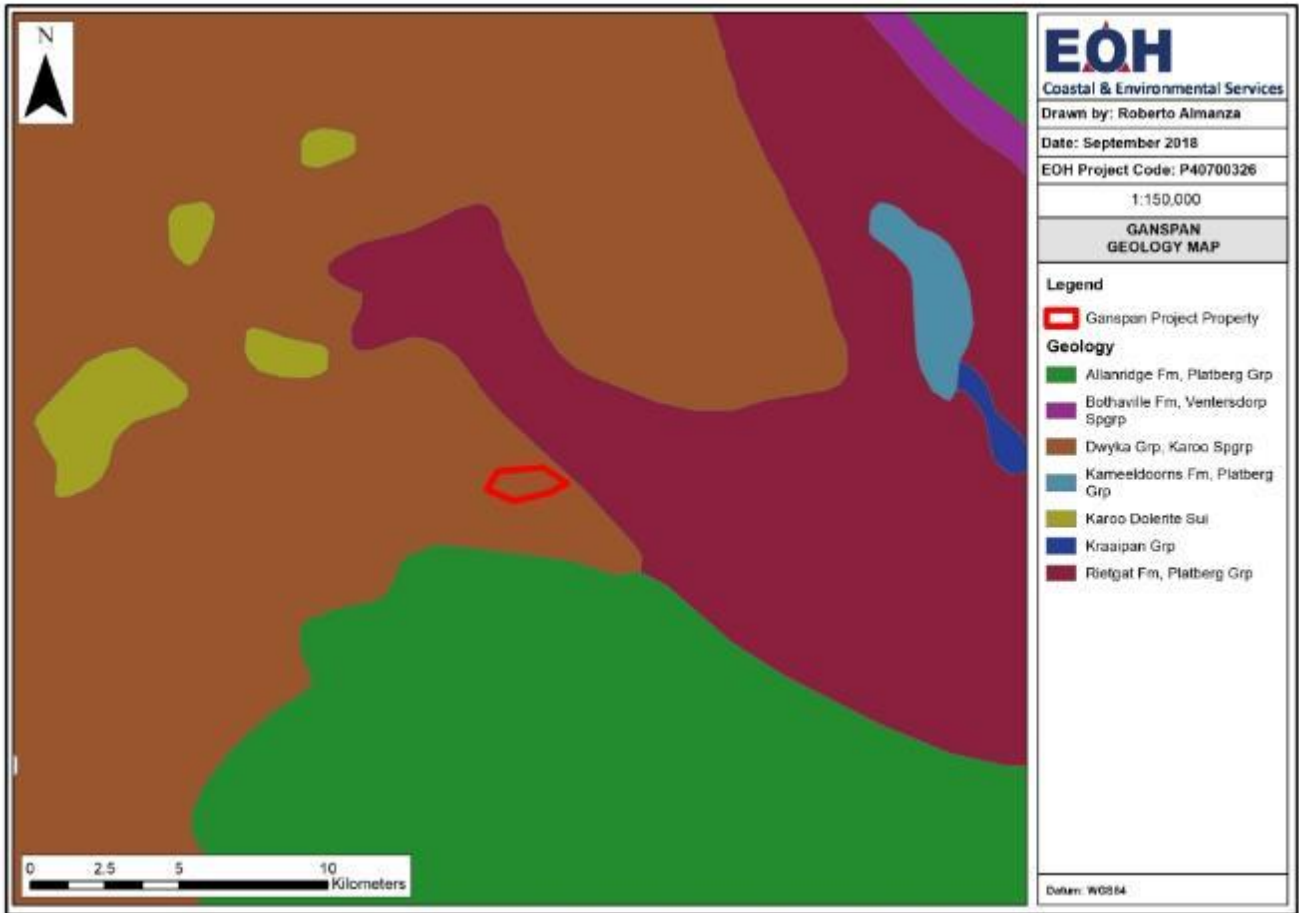 N
EOH
Coastal & Environmental Services
Drawn by: Roberto Almanza
Date: September 2018
EOH Project Code: P40700326
1:150,000
GANSPAN
GEOLOGY MAP
Legend
Ganspan Project Property
Geology
Allanridge Fm, Platberg Grp
Bothaville Fm, Ventersdorp
Spgrp
Dwyka Grp, Karoo Spgrp
Kameeldoorns Fm, Platberg
Grp
Karoo Dolerite Sui
Kraaipan Grp
Rietgat Fm, Platberg Grp
0 2.5 5 10
Kilometers
Datum: WGS84